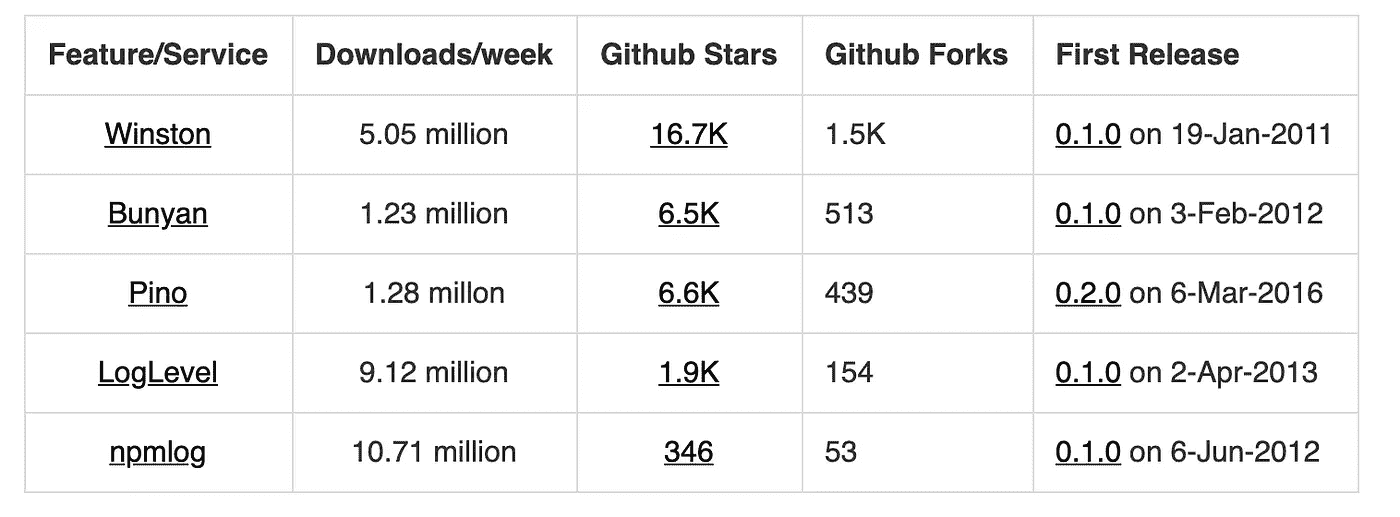 Feature/Service Downloads/week Github Stars Github Forks First Release
Winston 5.05 million 16.7K 1.5K 0.1.0 on 19-Jan-2011
Bunyan 1.23 million 6.5K 513 0.1.0 on 3-Feb-2012
Pino 1.28 millon 6.6K 439 0.2.0 on 6-Mar-2016
LogLevel 9.12 million 1.9K 154 0.1.0 on 2-Apr-2013
npmlog 10.71 million 346 53 0.1.0 on 6-Jun-2012